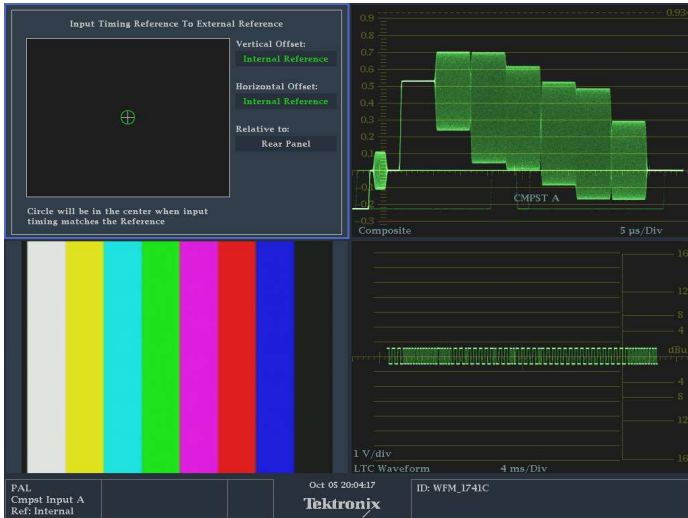 Input Timing Reference To External Reference
Vertical Offset:
Internal Reference
Horizontal Offset:
Internal Reference
Relative to:
Rear Panel
Circle will be in the center when input
timing matches the Reference
0.9
0.934
0.7
0.6
0.5
0.4
0.3
0.2
0.1
0.0
-0.1
-0.2
-0.3
CMPST A
Composite
5 µs/Div
16
12
8
4
dBu
4
8
12
16
1 V/div
LTC Waveform
4 ms/Div
PAL
Cmpst Input A
Ref: Internal
Oct 05 20:04:17
Tektronix
ID: WFM_1741C